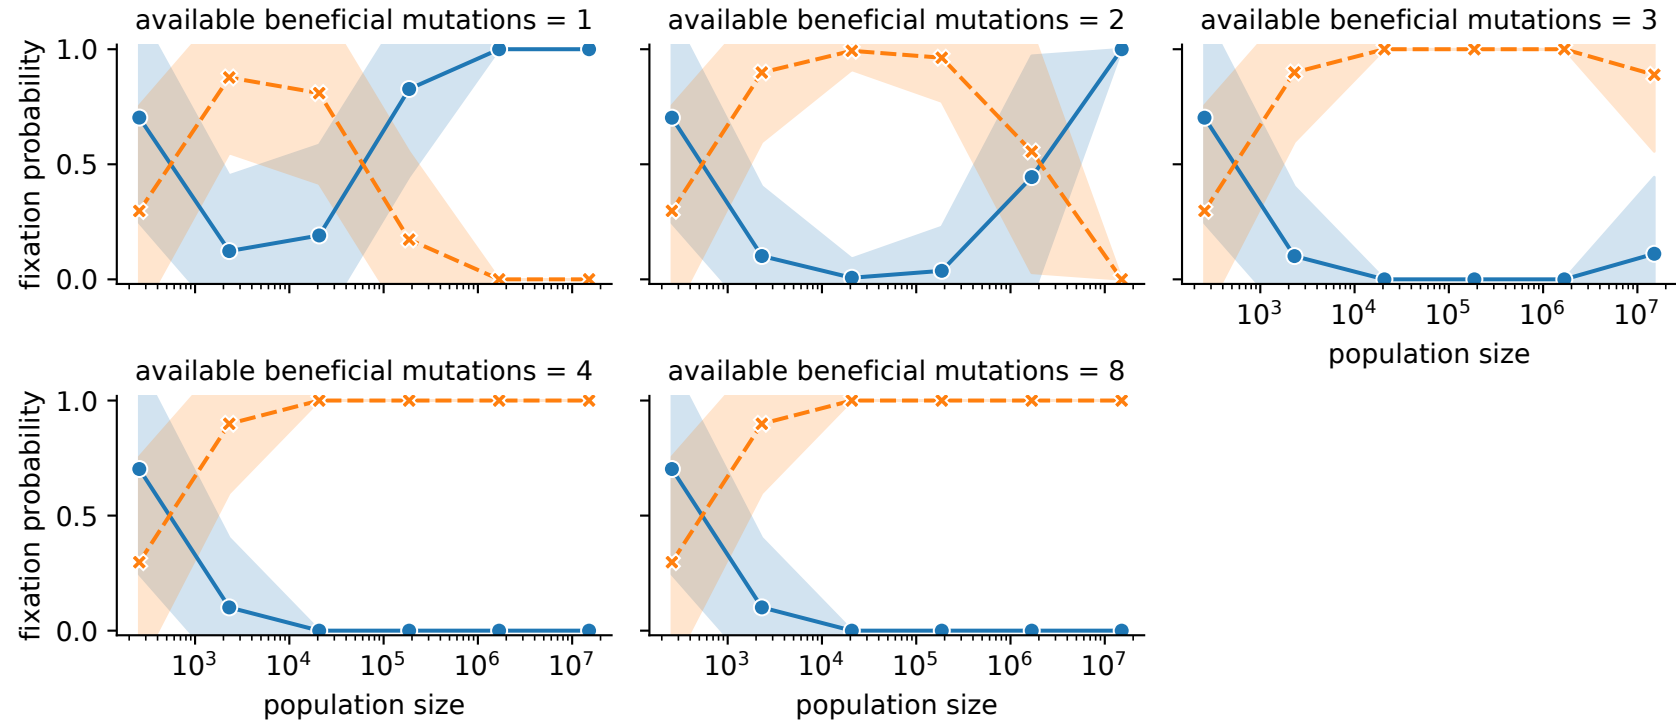 available beneficial mutations = 1
available beneficial mutations = 2
available beneficial mutations = 3
fixation probability
1.0
0.5
0.0
10³ 10⁴ 10⁵ 10⁶ 10⁷
population size
available beneficial mutations = 4
available beneficial mutations = 8
fixation probability
1.0
0.5
0.0
10³ 10⁴ 10⁵ 10⁶ 10⁷
10³ 10⁴ 10⁵ 10⁶ 10⁷
population size
population size